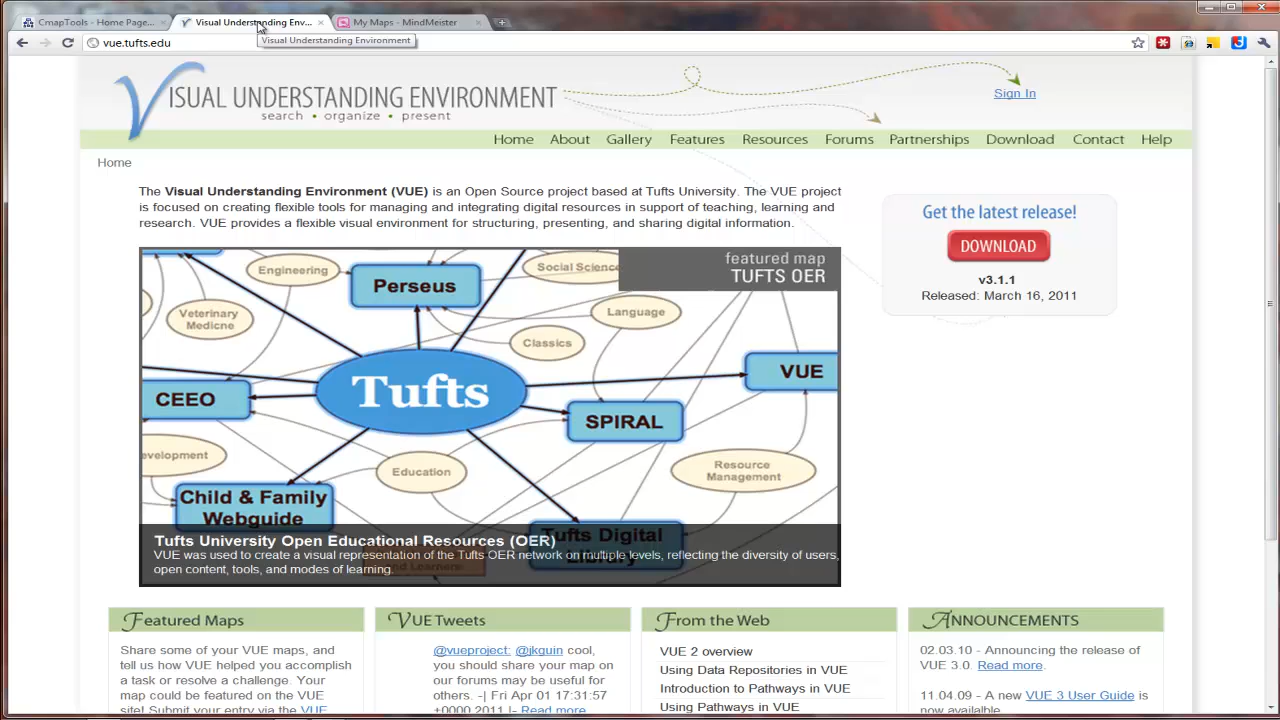 CmapTools - Home Page...
Visual Understanding Env...
My Maps - MindMeister
vue.tufts.edu
Visual Understanding Environment
VISUAL UNDERSTANDING ENVIRONMENT
search • organize • present
Sign In
Home About Gallery Features Resources Forums Partnerships Download Contact Help
Home
The Visual Understanding Environment (VUE) is an Open Source project based at Tufts University. The VUE project
is focused on creating flexible tools for managing and integrating digital resources in support of teaching, learning and
research. VUE provides a flexible visual environment for structuring, presenting, and sharing digital information.
Get the latest release!
DOWNLOAD
v3.1.1
Released: March 16, 2011
featured map
TUFTS OER
Engineering
Perseus
Social Science
Veterinary
Medicne
Language
Classics
Tufts
VUE
CEEO
SPIRAL
evelopment
Education
Resource
Management
Child & Family
Webguide
Tufts Digital
Library
Tufts University Open Educational Resources (OER)
VUE was used to create a visual representation of the Tufts OER network on multiple levels, reflecting the diversity of users,
open content, tools, and modes of learning.
Featured Maps
Share some of your VUE maps, and
tell us how VUE helped you accomplish
a task or resolve a challenge. Your
map could be featured on the VUE
site! Submit your entry via the VUE
VUE Tweets
@vueproject: @jkguin cool,
you should share your map on
our forums may be useful for
others. -| Fri Apr 01 17:31:57
+0000 2011|- Read more
From the Web
VUE 2 overview
Using Data Repositories in VUE
Introduction to Pathways in VUE
Using Pathways in VUE
ANNOUNCEMENTS
02.03.10 - Announcing the release of
VUE 3.0. Read more.
11.04.09 - A new VUE 3 User Guide is
now available.